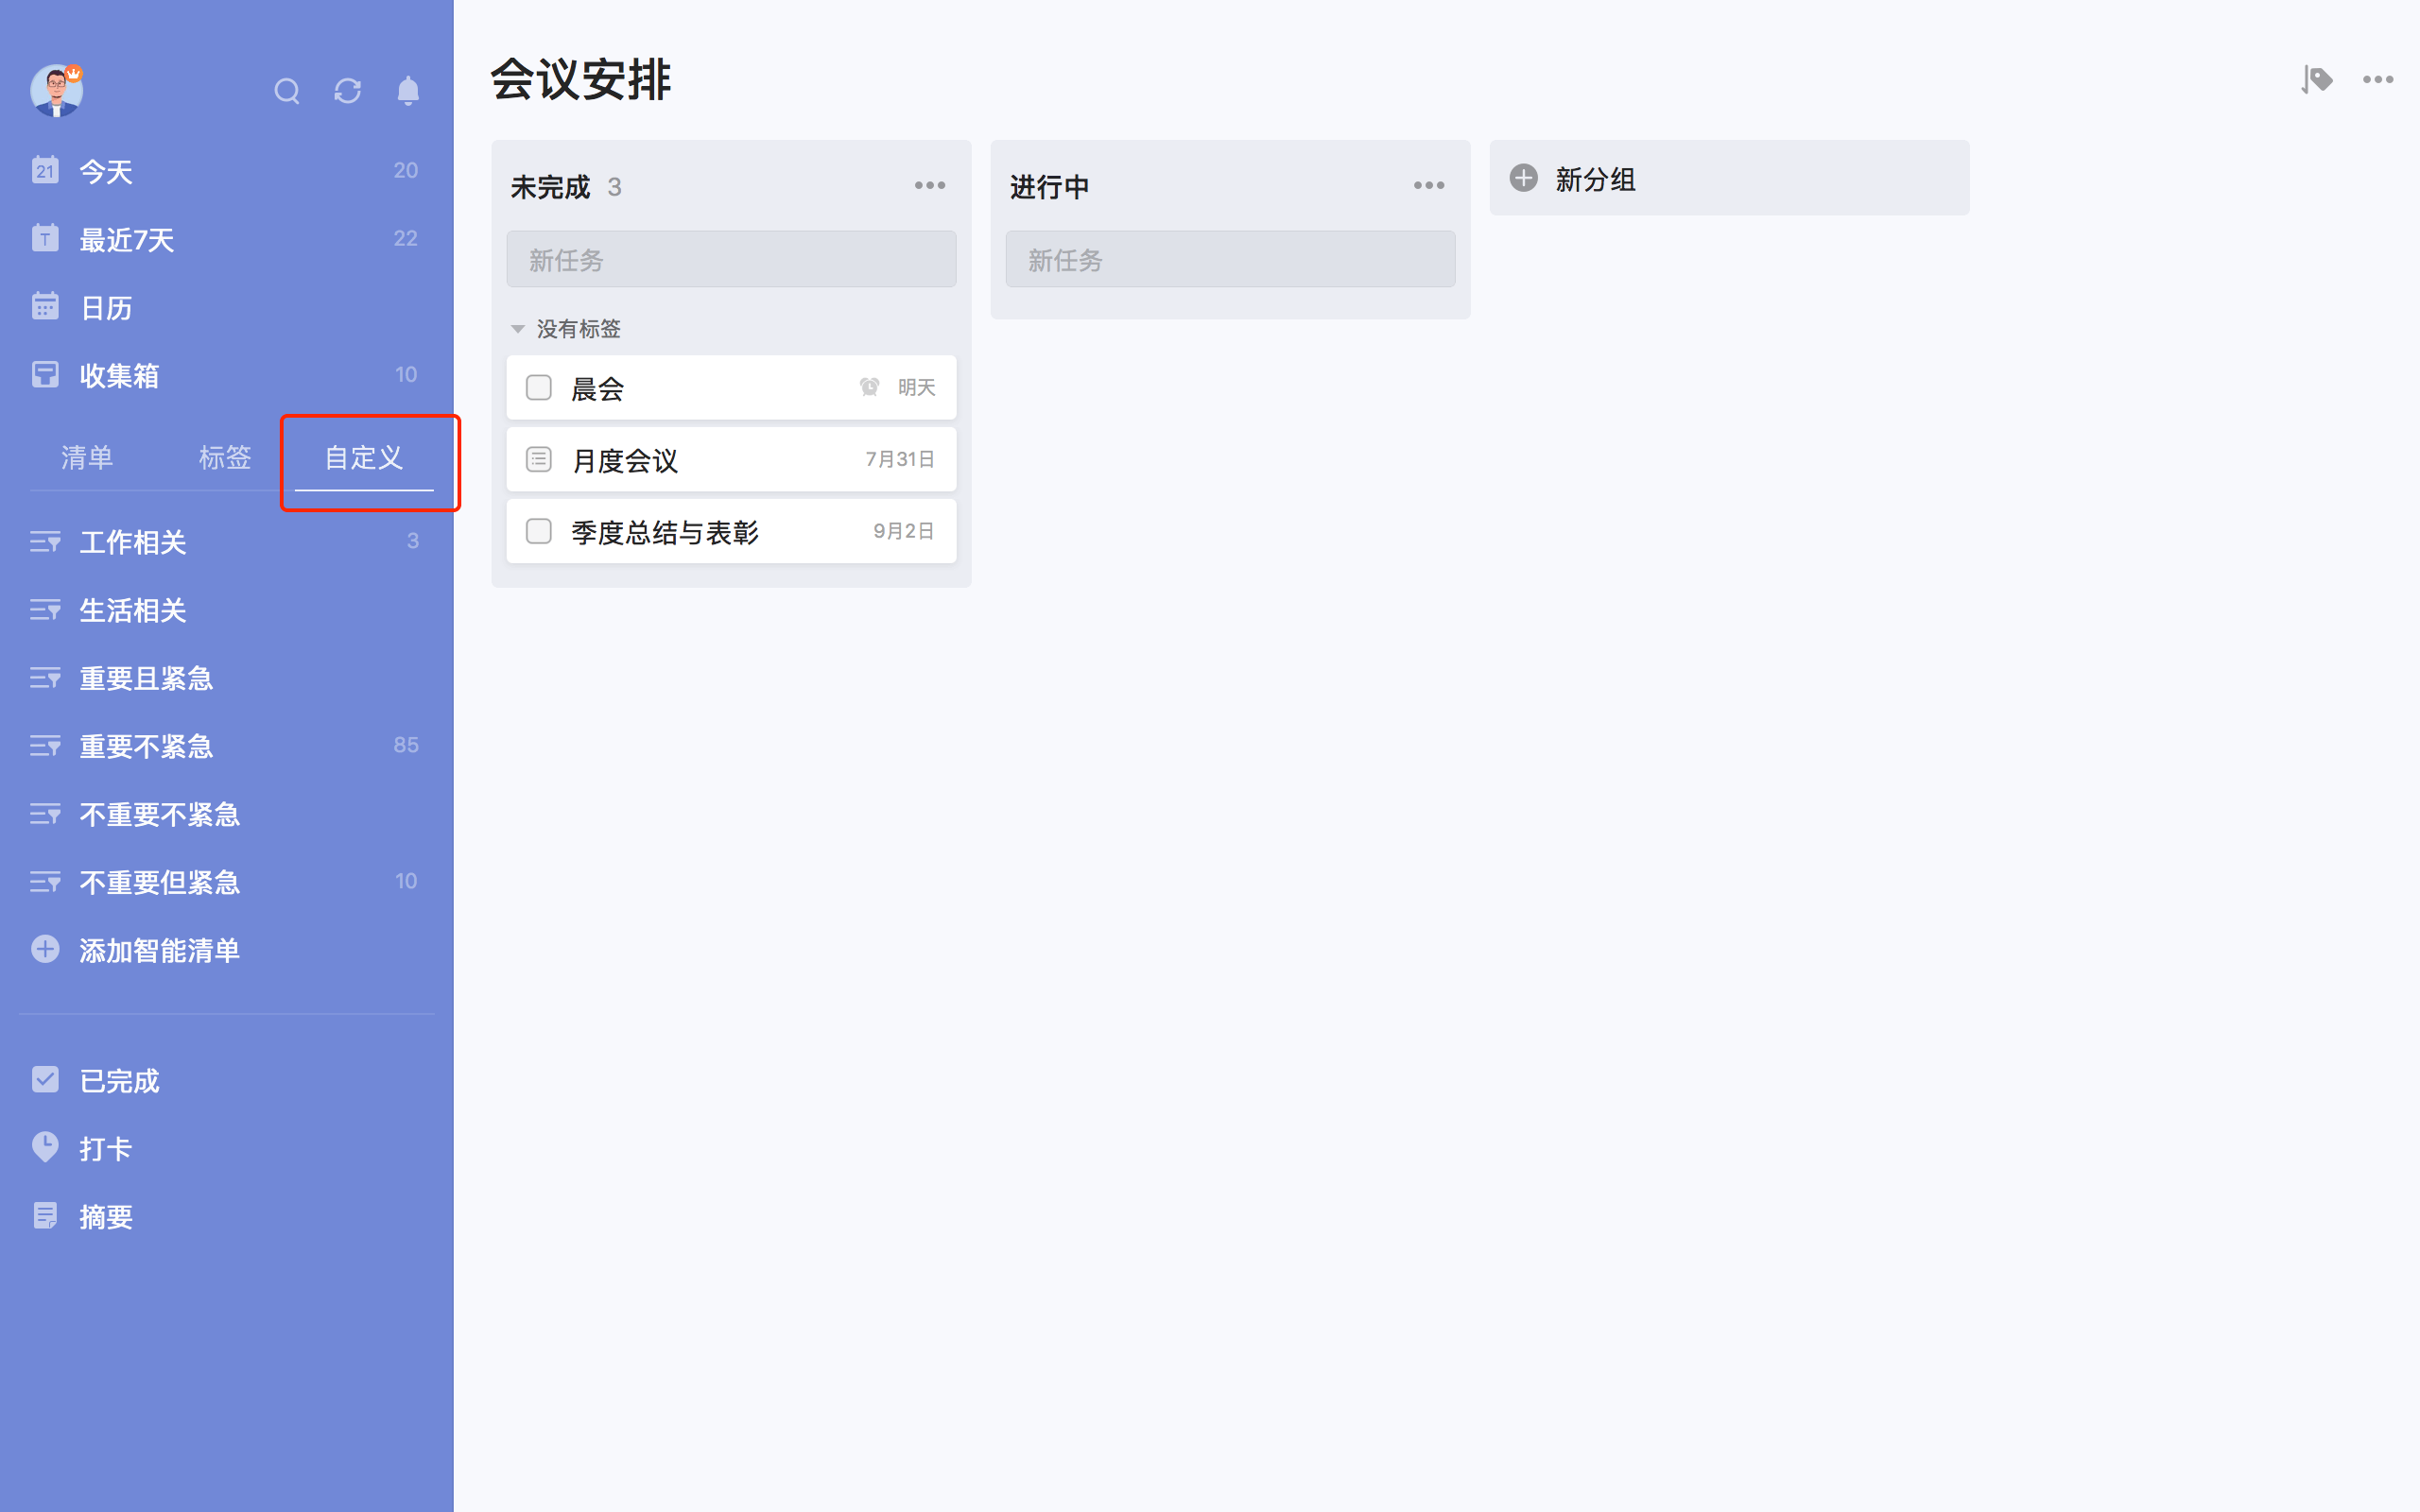 21
今天 20
T
最近7天 22
日历
收集箱 10
清单 标签 自定义
工作相关 3
生活相关
重要且紧急
重要不紧急 85
不重要不紧急
不重要但紧急 10
添加智能清单
已完成
打卡
摘要
会议安排
未完成 3
新任务
没有标签
晨会 明天
月度会议 7月31日
季度总结与表彰 9月2日
进行中
新任务
新分组